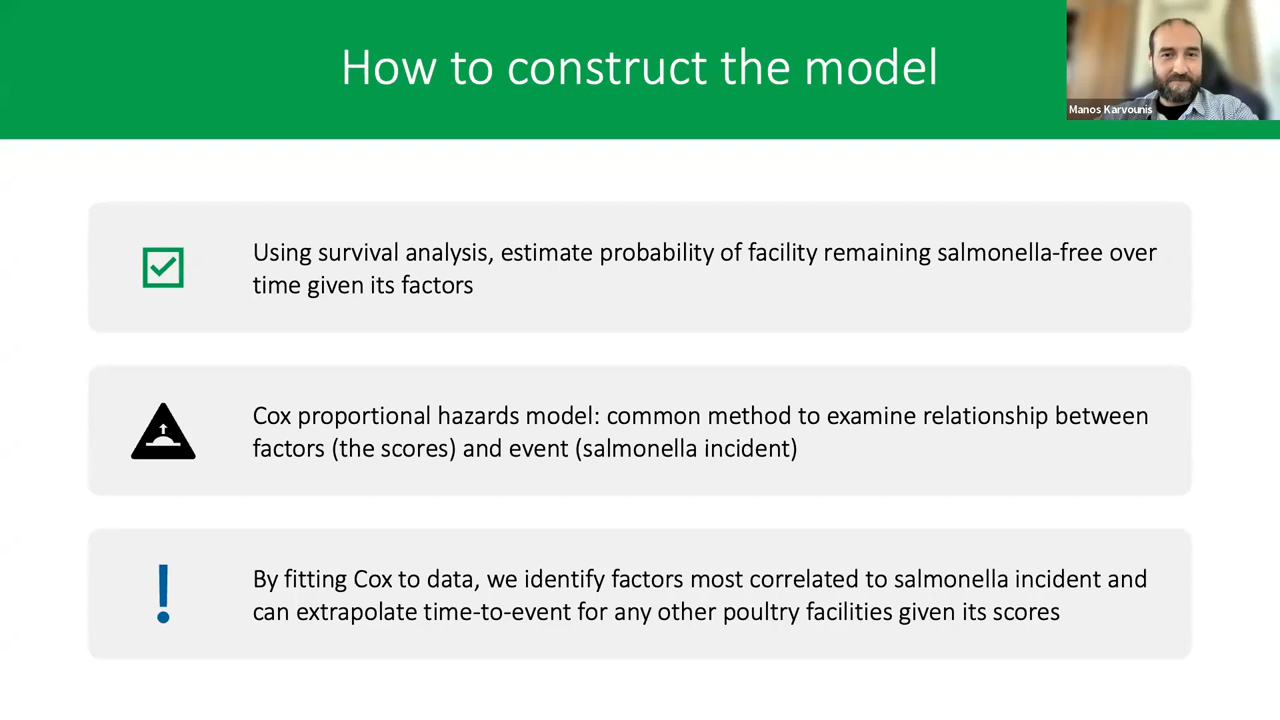 How to construct the model
Manos Karvounis
Using survival analysis, estimate probability of facility remaining salmonella-free over
time given its factors
Cox proportional hazards model: common method to examine relationship between
factors (the scores) and event (salmonella incident)
By fitting Cox to data, we identify factors most correlated to salmonella incident and
can extrapolate time-to-event for any other poultry facilities given its scores